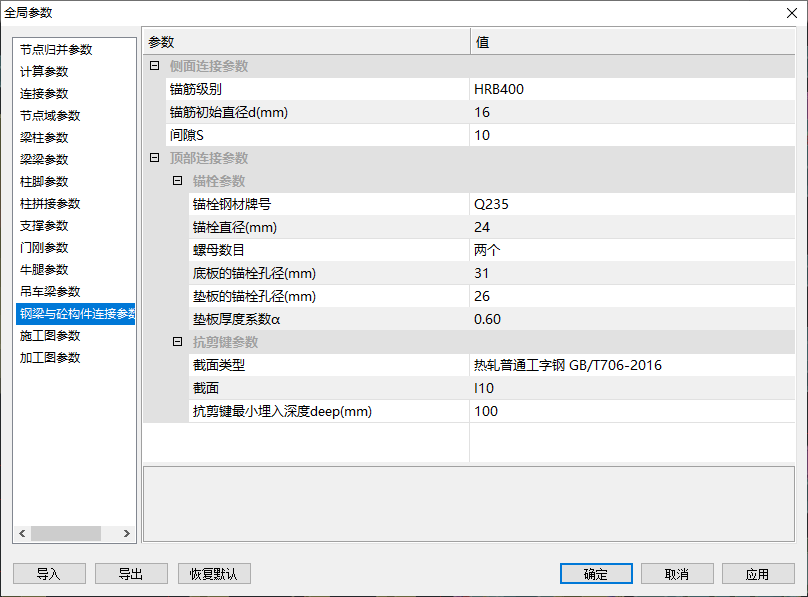 全局参数
节点归并参数
计算参数
连接参数
节点域参数
梁柱参数
梁梁参数
柱脚参数
柱拼接参数
支撑参数
门刚参数
牛腿参数
吊车梁参数
钢梁与砼构件连接参数
施工图参数
加工图参数
参数 值
侧面连接参数
锚筋级别 HRB400
锚筋初始直径d(mm) 16
间隙S 10
顶部连接参数
锚栓参数
锚栓钢材牌号 Q235
锚栓直径(mm) 24
螺母数目 两个
底板的锚栓孔径(mm) 31
垫板的锚栓孔径(mm) 26
垫板厚度系数α 0.60
抗剪键参数
截面类型 热轧普通工字钢 GB/T706-2016
截面 I10
抗剪键最小埋入深度deep(mm) 100
导入 导出 恢复默认 确定 取消 应用